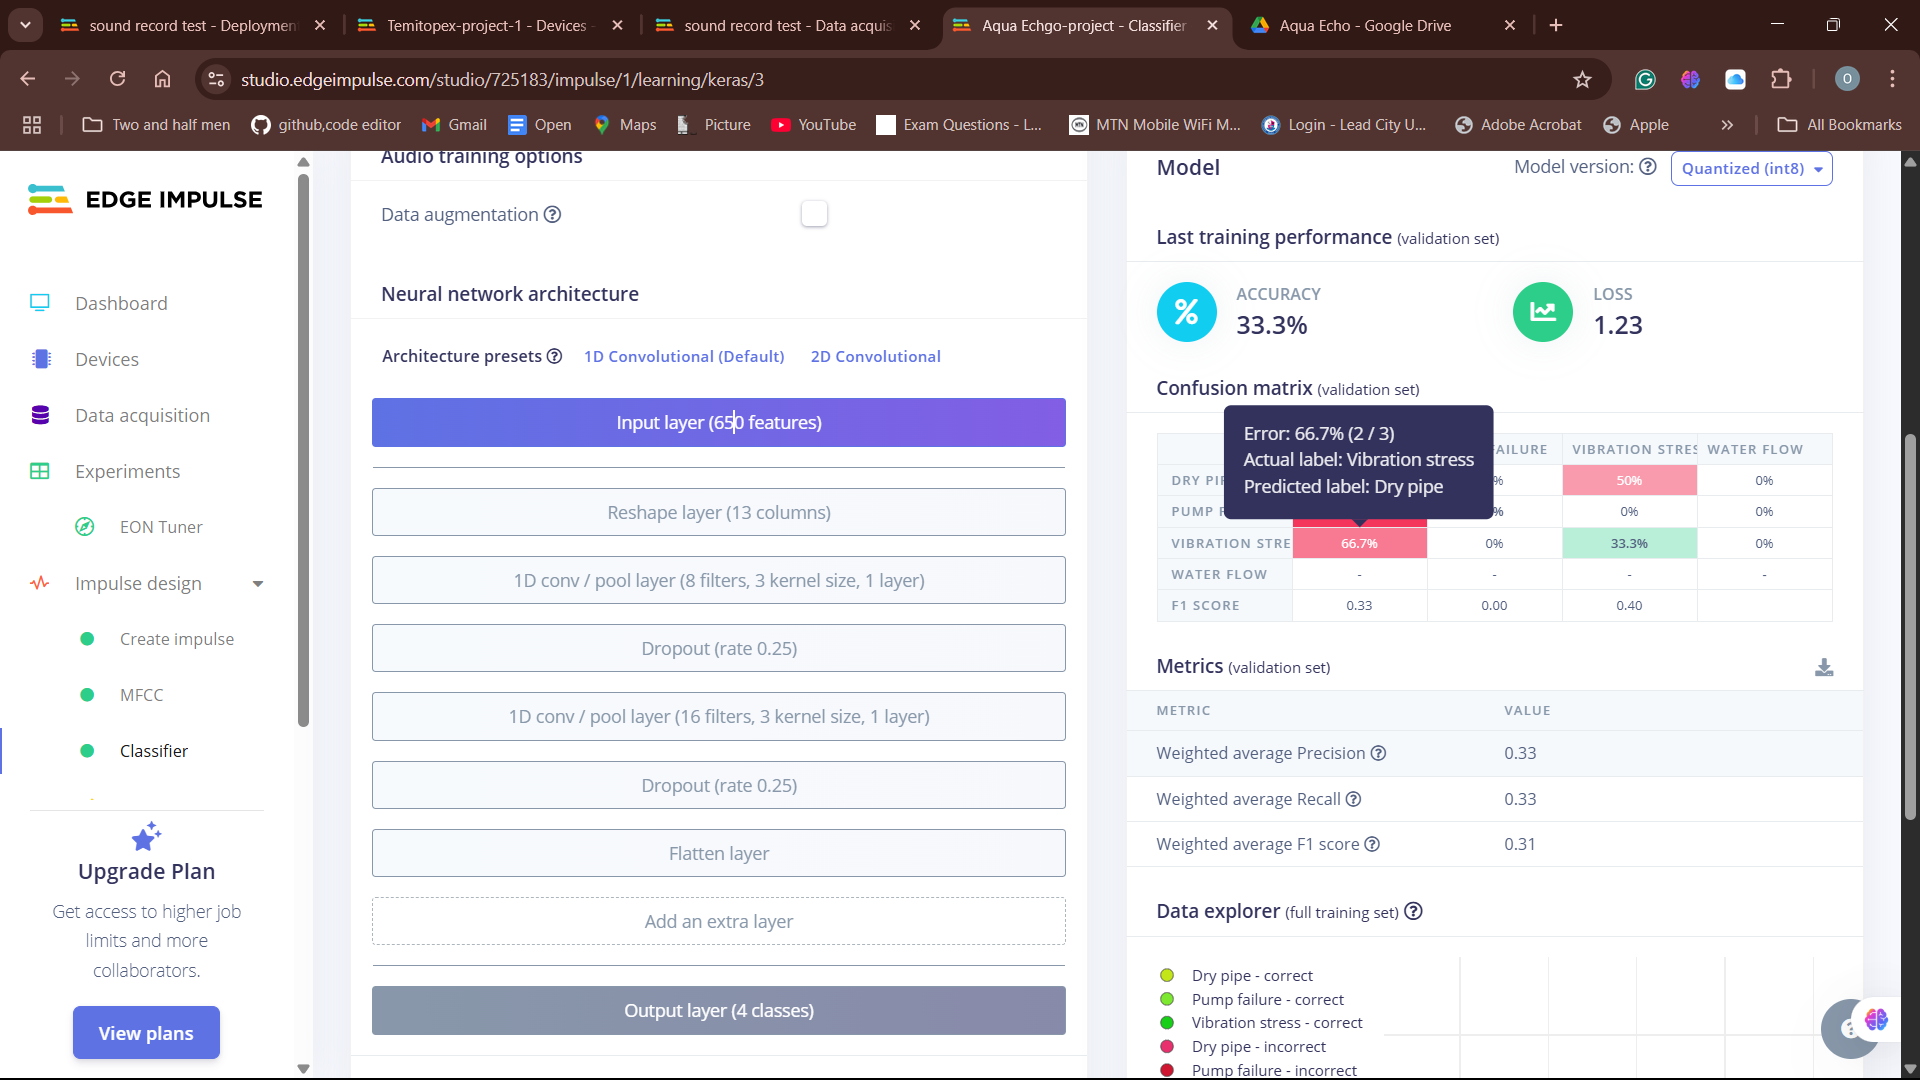 sound record test - Deploymen
Temitopex-project-1 - Devices -
sound record test - Data acquis
Aqua Echgo-project - Classifier
Aqua Echo - Google Drive
studio.edgeimpulse.com/studio/725183/impulse/1/learning/keras/3
O
Two and half men
github,code editor
Gmail
Open
Maps
Picture
YouTube
Exam Questions - L...
MTN Mobile WiFi M...
Login - Lead City U...
Adobe Acrobat
Apple
All Bookmarks
EDGE IMPULSE
Dashboard
Devices
Data acquisition
Experiments
EON Tuner
Impulse design
Create impulse
MFCC
Classifier
Upgrade Plan
Get access to higher job
limits and more
collaborators.
View plans
Audio training options
Data augmentation ?
Neural network architecture
Architecture presets ? 1D Convolutional (Default) 2D Convolutional
Input layer (650 features)
Reshape layer (13 columns)
1D conv / pool layer (8 filters, 3 kernel size, 1 layer)
Dropout (rate 0.25)
1D conv / pool layer (16 filters, 3 kernel size, 1 layer)
Dropout (rate 0.25)
Flatten layer
Add an extra layer
Output layer (4 classes)
Model
Model version: ? Quantized (int8)
Last training performance (validation set)
% ACCURACY
33.3%
LOSS
1.23
Confusion matrix (validation set)
Error: 66.7% (2 / 3)
Actual label: Vibration stress
Predicted label: Dry pipe
AILURE VIBRATION STRES WATER FLOW
DRY PIP % 50% 0%
PUMP F % 0% 0%
VIBRATION STRE 66.7% 0% 33.3% 0%
WATER FLOW - - - -
F1 SCORE 0.33 0.00 0.40
Metrics (validation set)
METRIC VALUE
Weighted average Precision ? 0.33
Weighted average Recall ? 0.33
Weighted average F1 score ? 0.31
Data explorer (full training set) ?
Dry pipe - correct
Pump failure - correct
Vibration stress - correct
Dry pipe - incorrect
Pump failure - incorrect